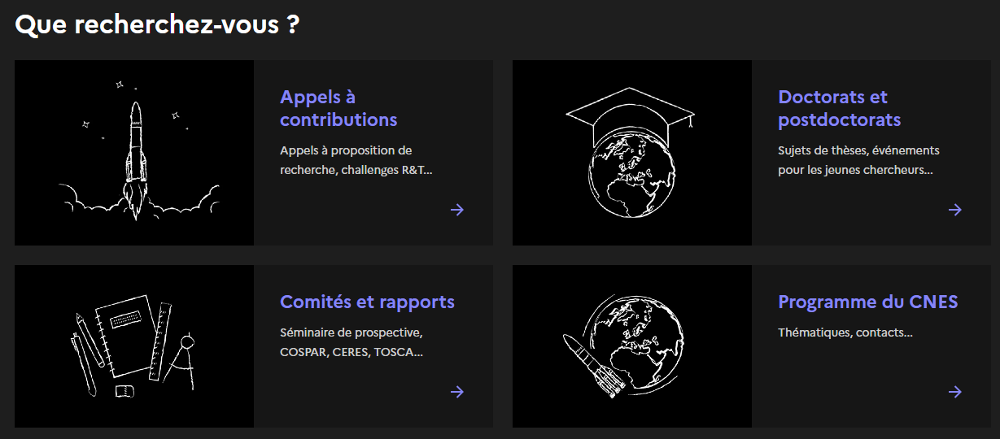 Que recherchez-vous ?
Appels à
contributions
Appels à proposition de
recherche, challenges R&T...
Doctorats et
postdoctorats
Sujets de thèses, événements
pour les jeunes chercheurs...
Comités et rapports
Séminaire de prospective,
COSPAR, CERES, TOSCA...
Programme du CNES
Thématiques, contacts...